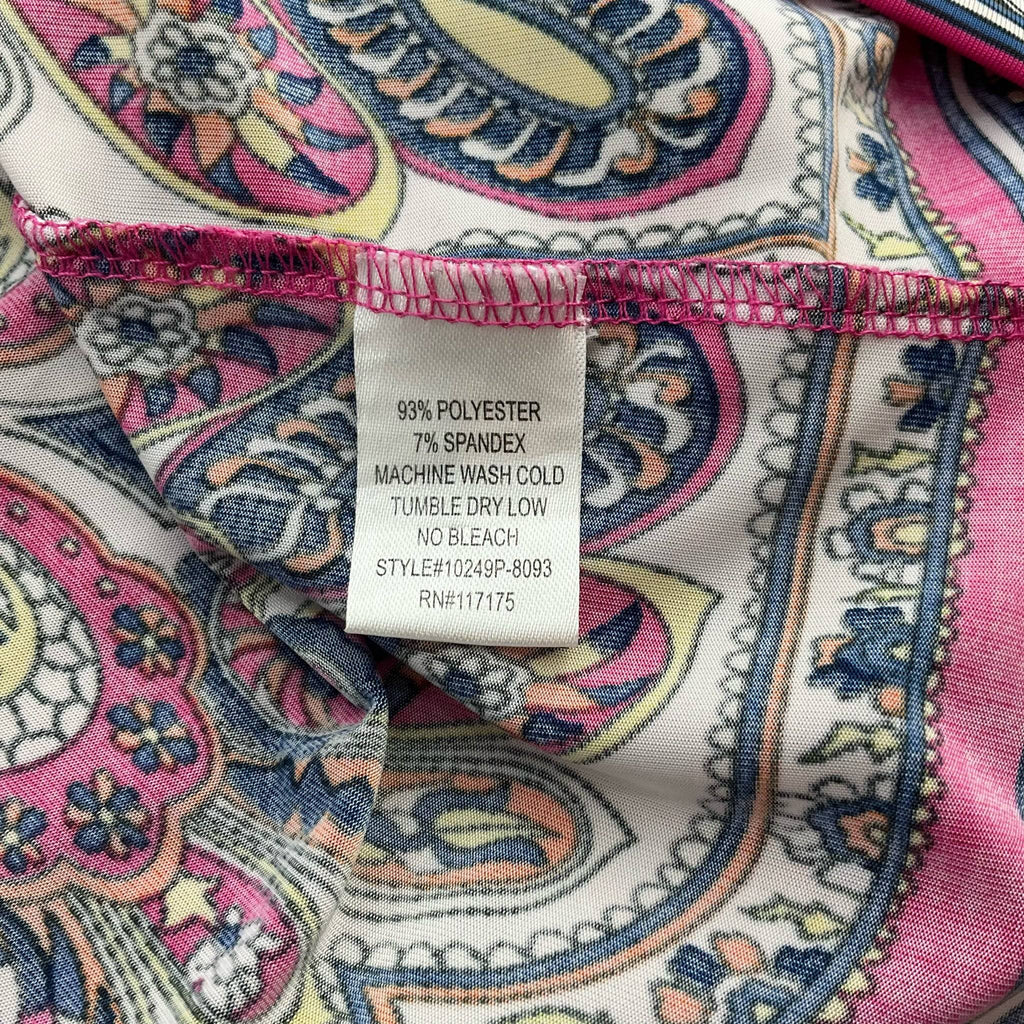 93% POLYESTER
7% SPANDEX
MACHINE WASH COLD
TUMBLE DRY LOW
NO BLEACH
STYLE#10249P-8093
RN#117175